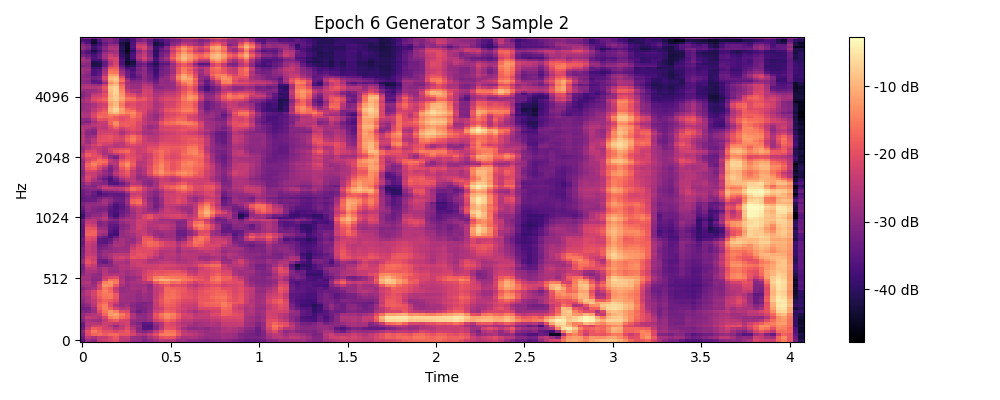 Epoch 6 Generator 3 Sample 2
Hz
4096
2048
1024
512
0
0 0.5 1 1.5 2 2.5 3 3.5 4
Time
-10 dB
-20 dB
-30 dB
-40 dB